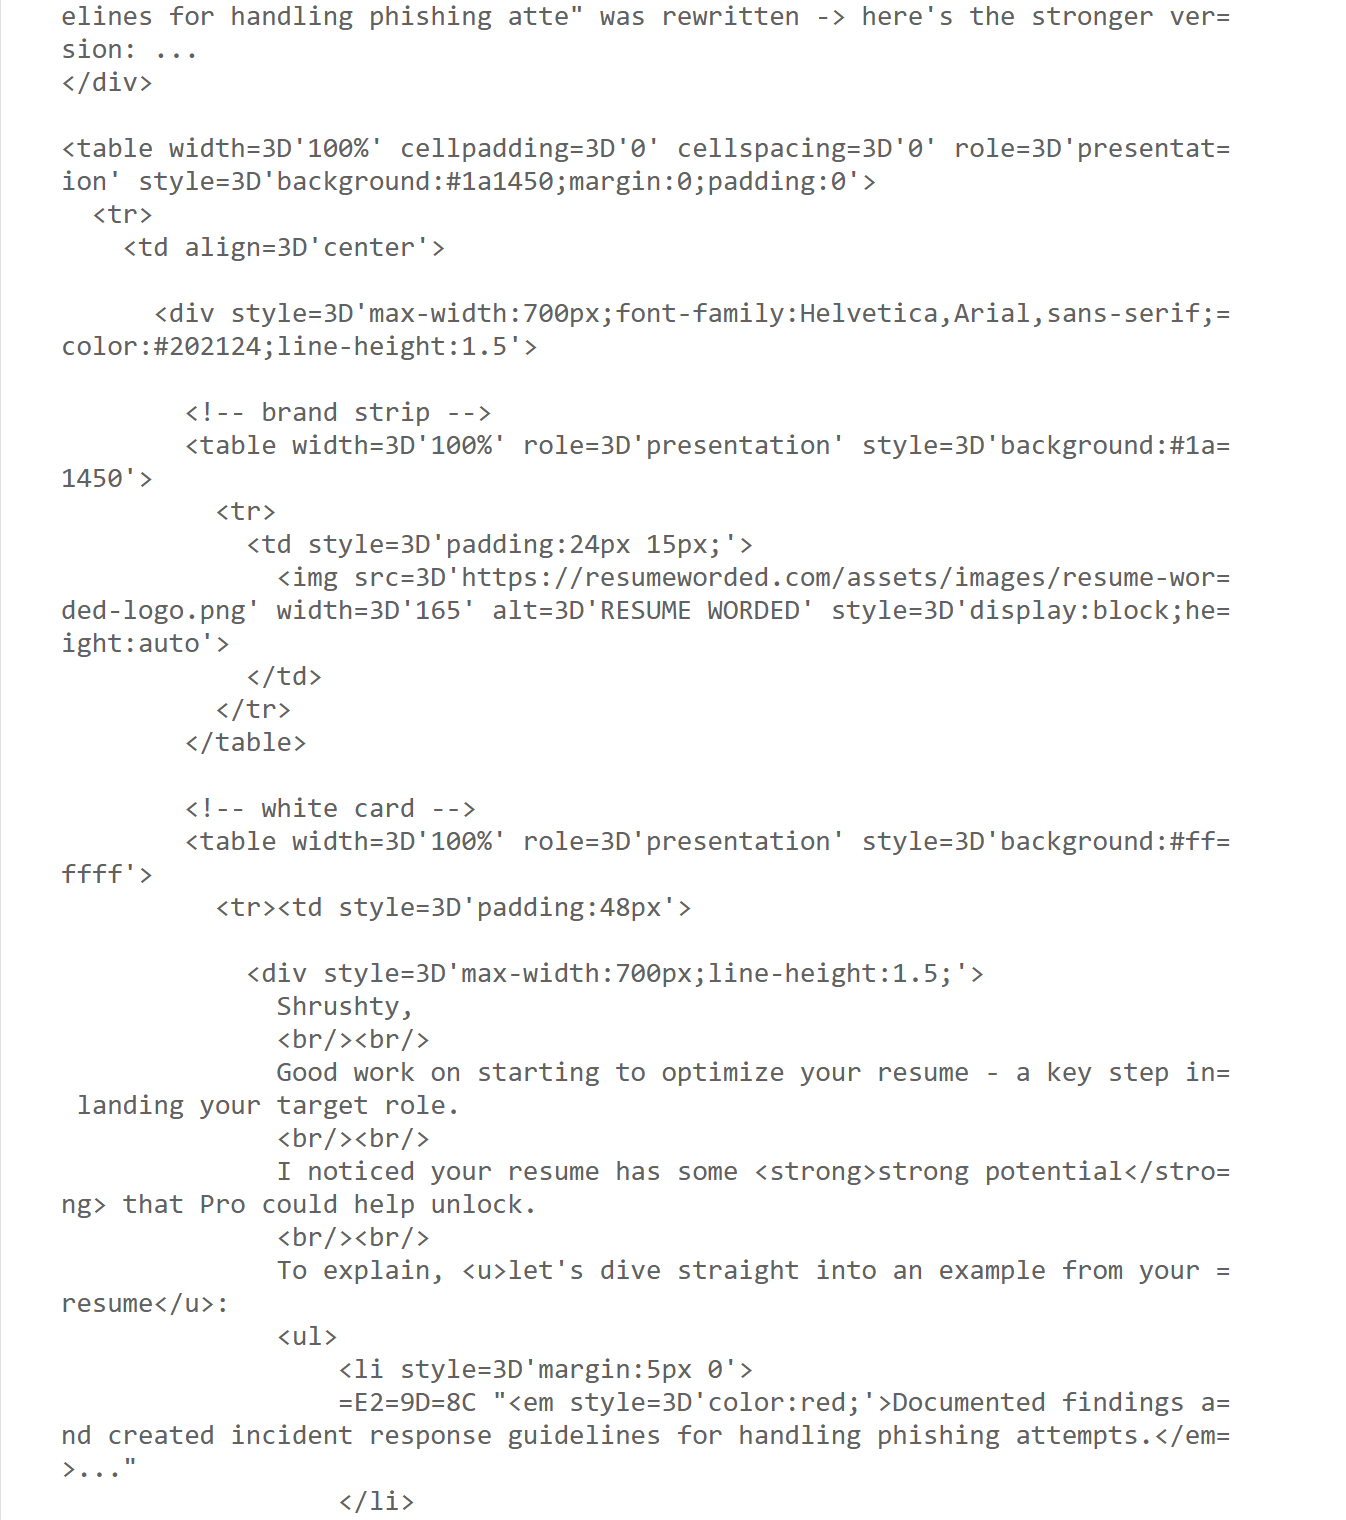 elines for handling phishing atte" was rewritten -> here's the stronger ver=
sion: ...
</div>

<table width=3D'100%' cellpadding=3D'0' cellspacing=3D'0' role=3D'presentat=
ion' style=3D'background:#1a1450;margin:0;padding:0'>
  <tr>
    <td align=3D'center'>

      <div style=3D'max-width:700px;font-family:Helvetica,Arial,sans-serif;=
color:#202124;line-height:1.5'>

        <!-- brand strip -->
        <table width=3D'100%' role=3D'presentation' style=3D'background:#1a=
1450'>
          <tr>
            <td style=3D'padding:24px 15px;'>
              <img src=3D'https://resumeworded.com/assets/images/resume-wor=
ded-logo.png' width=3D'165' alt=3D'RESUME WORDED' style=3D'display:block;he=
ight:auto'>
            </td>
          </tr>
        </table>

        <!-- white card -->
        <table width=3D'100%' role=3D'presentation' style=3D'background:#ff=
ffff'>
          <tr><td style=3D'padding:48px'>

            <div style=3D'max-width:700px;line-height:1.5;'>
              Shrushty,
              <br/><br/>
              Good work on starting to optimize your resume - a key step in=
 landing your target role.
              <br/><br/>
              I noticed your resume has some <strong>strong potential</stro=
ng> that Pro could help unlock.
              <br/><br/>
              To explain, <u>let's dive straight into an example from your =
resume</u>:
              <ul>
                  <li style=3D'margin:5px 0'>
                  =E2=9D=8C "<em style=3D'color:red;'>Documented findings a=
nd created incident response guidelines for handling phishing attempts.</em=
>..."
                  </li>